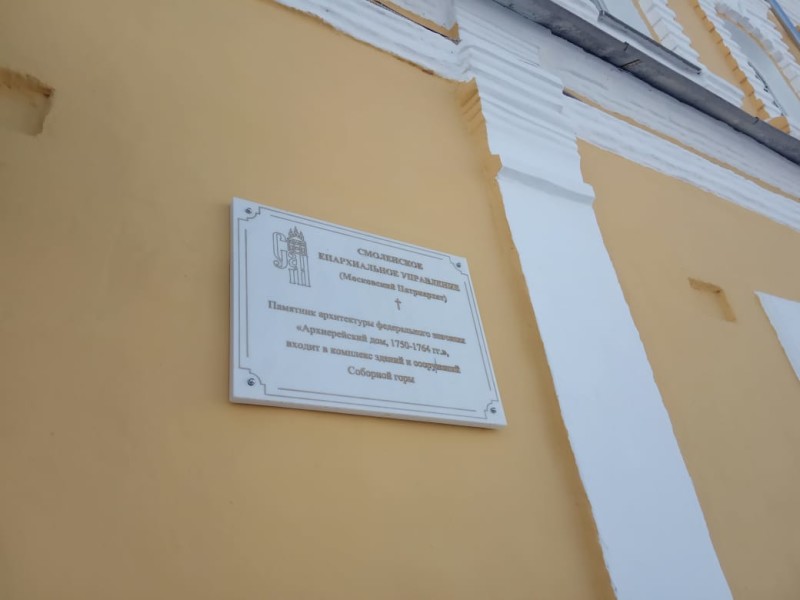 СМОЛЕНСКОЕ
ЕПАРХИАЛЬНОЕ УПРАВЛЕНИЕ
(Московский Патриархат)
Памятник архитектуры федерального значения
«Архиерейский дом, 1750-1764 гг.»,
входит в комплекс зданий и сооружений
Соборной горы